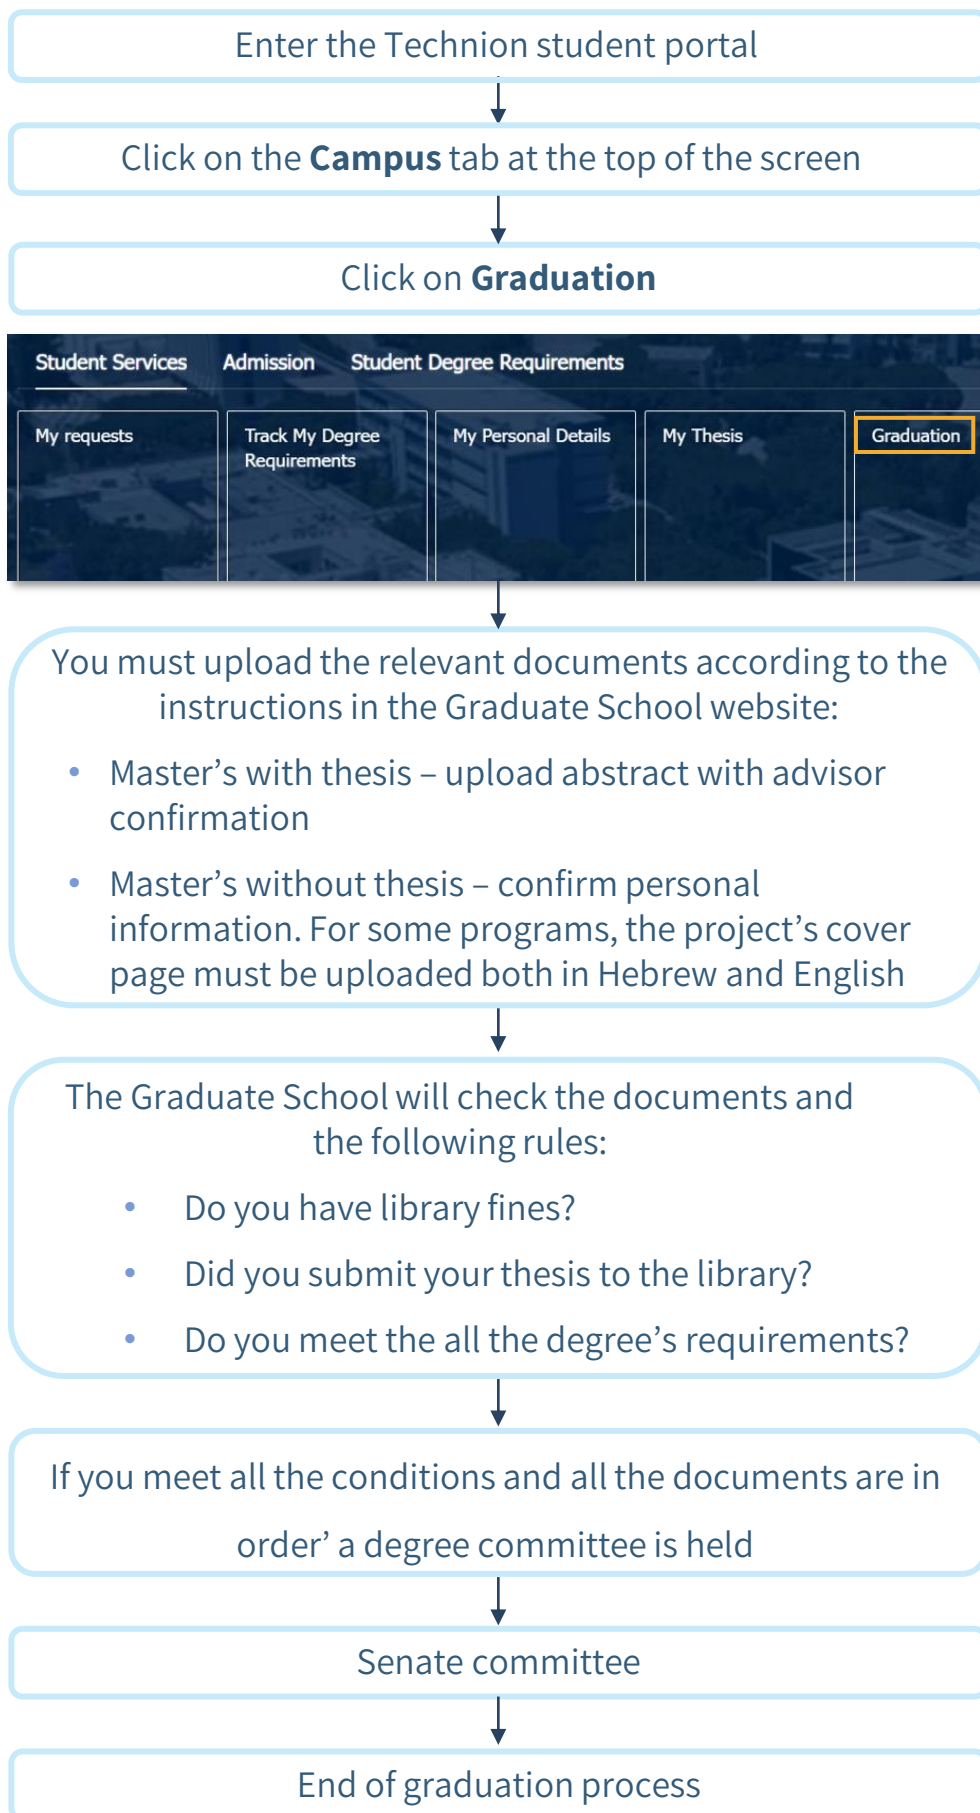 Enter the Technion student portal
Click on the Campus tab at the top of the screen
Click on Graduation
Student Services Admission Student Degree Requirements
My requests
Track My Degree
Requirements
My Personal Details
My Thesis
Graduation
You must upload the relevant documents according to the
instructions in the Graduate School website:
• Master’s with thesis – upload abstract with advisor
confirmation
• Master’s without thesis – confirm personal
information. For some programs, the project’s cover
page must be uploaded both in Hebrew and English
The Graduate School will check the documents and
the following rules:
• Do you have library fines?
• Did you submit your thesis to the library?
• Do you meet the all the degree’s requirements?
If you meet all the conditions and all the documents are in
order’ a degree committee is held
Senate committee
End of graduation process